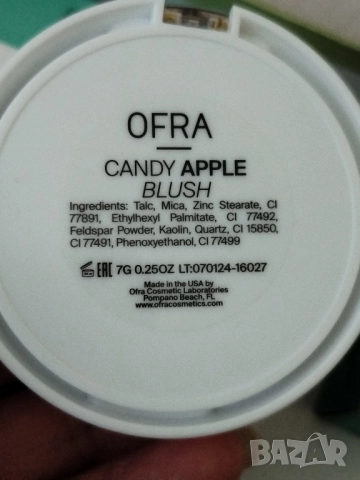 OFRA
CANDY APPLE
BLUSH
Ingredients: Talc, Mica, Zinc Stearate, CI
77891, Ethylhexyl Palmitate, CI 77492,
Feldspar Powder, Kaolin, Quartz, CI 15850,
CI 77491, Phenoxyethanol, CI 77499
EAC 7G 0.25OZ LT:070124-16027
Made in the USA by
Ofra Cosmetic Laboratories
Pompano Beach, FL
www.ofracosmetics.com
BAZAR